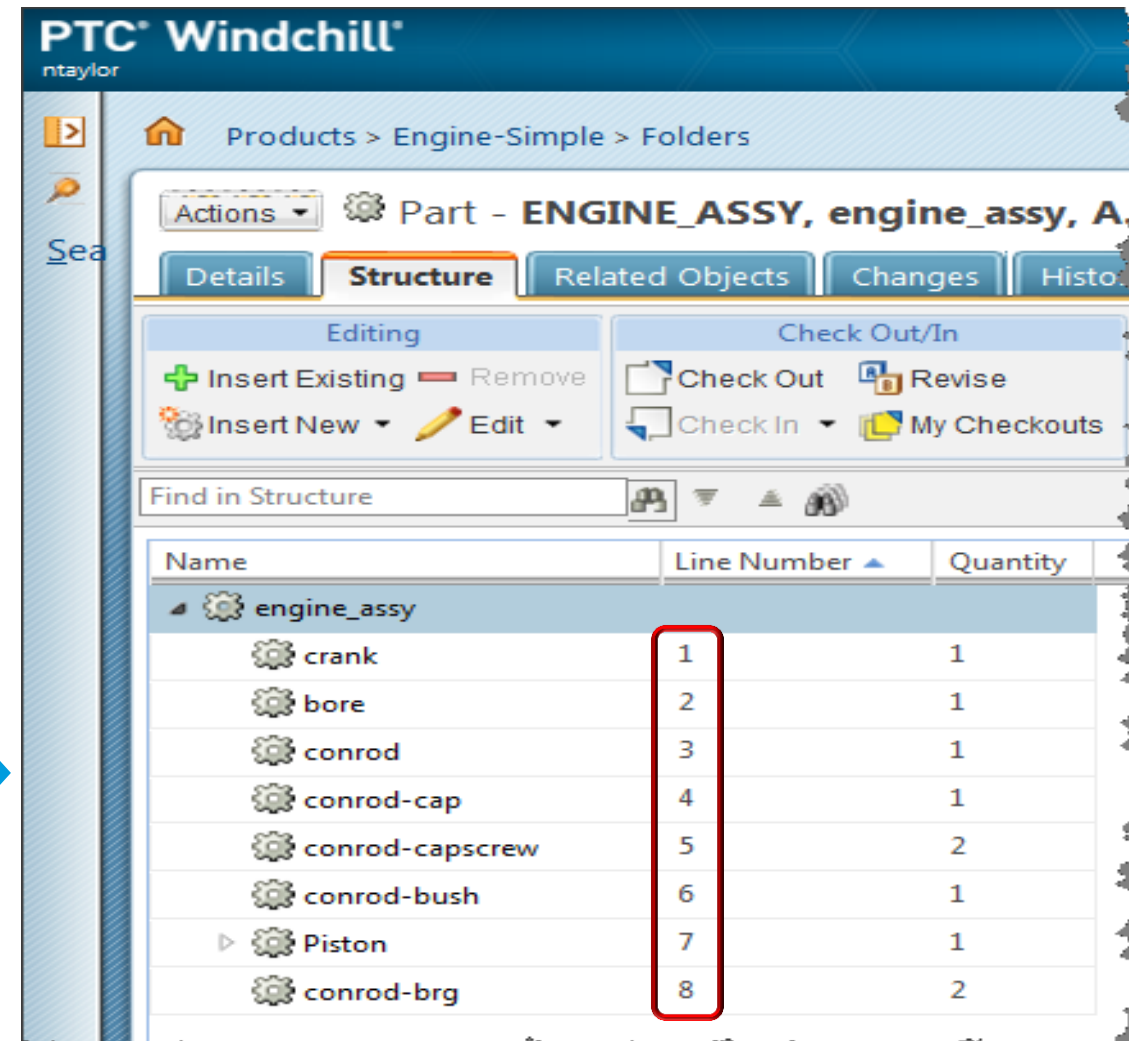 PTC® Windchill®
ntaylor
Products > Engine-Simple > Folders
Sea
Actions Part - ENGINE_ASSY, engine_assy, A.
Details Structure Related Objects Changes Histo
Editing Check Out/In
Insert Existing Remove Check Out Revise
Insert New Edit Check In My Checkouts
Find in Structure
Name Line Number Quantity
engine_assy
crank 1 1
bore 2 1
conrod 3 1
conrod-cap 4 1
conrod-capscrew 5 2
conrod-bush 6 1
Piston 7 1
conrod-brg 8 2